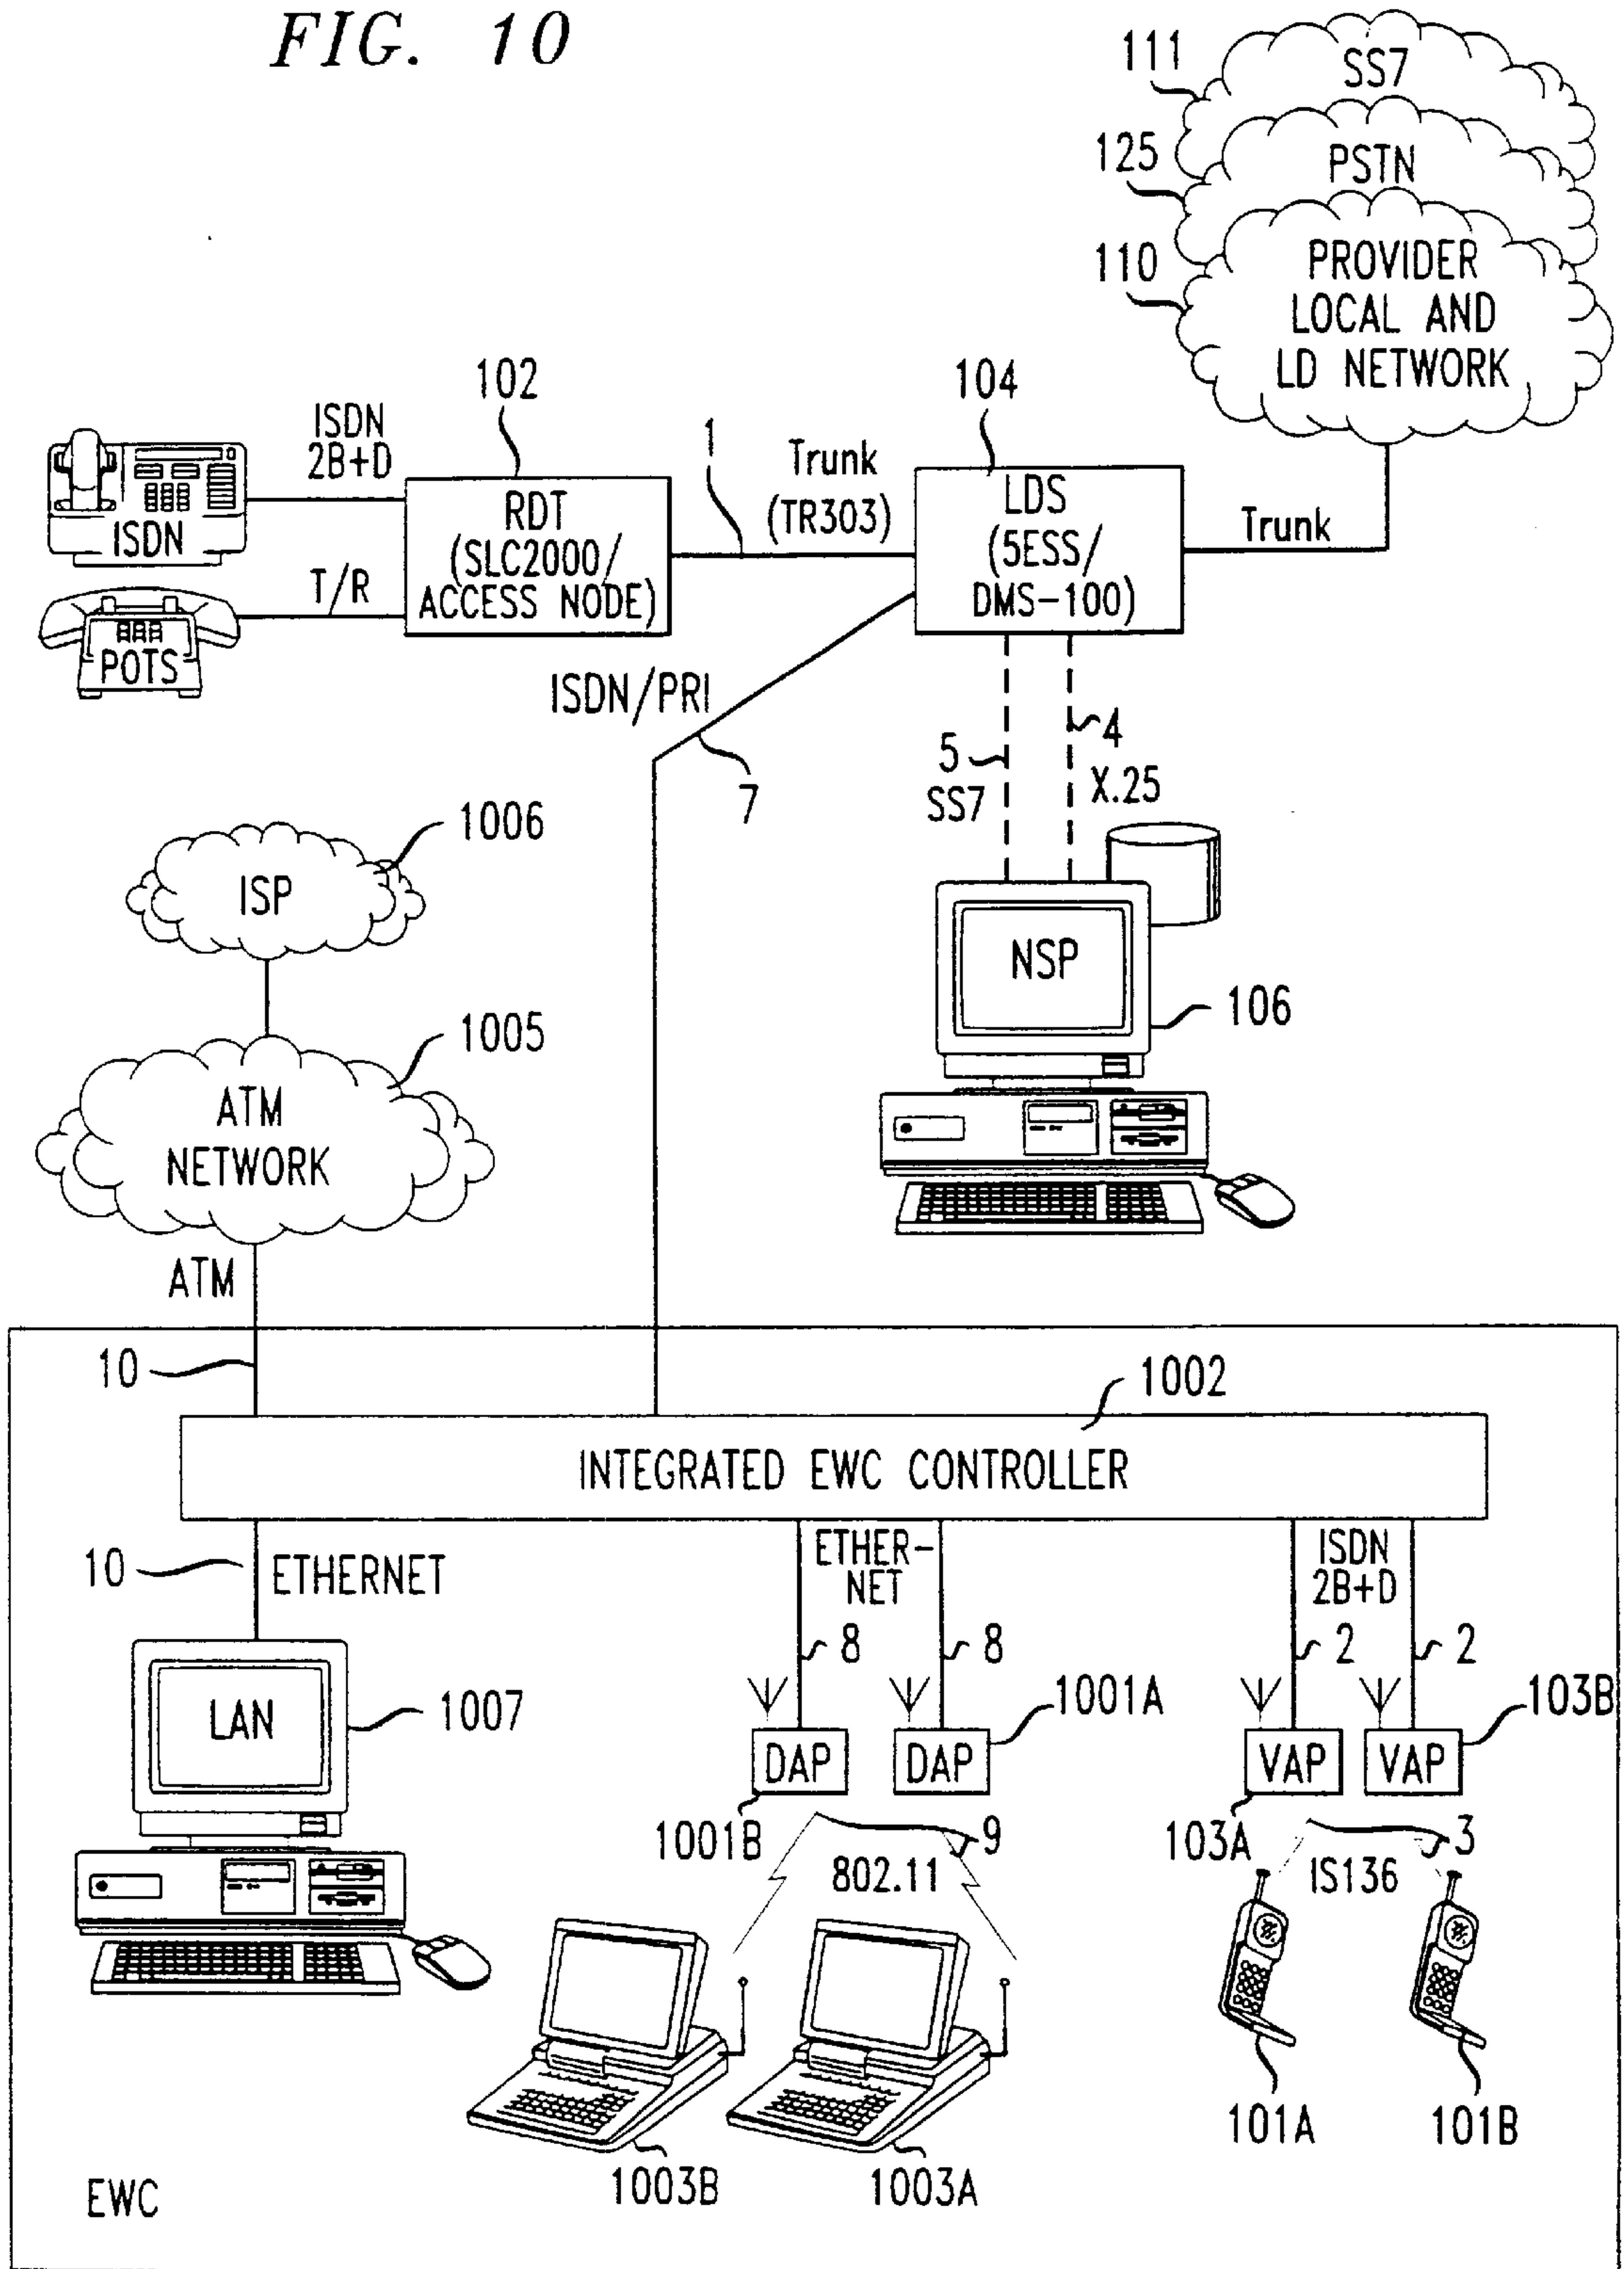 FIG. 10
111
SS7
125
PSTN
110
PROVIDER
LOCAL AND
LD NETWORK
102
104
ISDN
2B+D
1
Trunk
(TR303)
ISDN
RDT
(SLC2000/
ACCESS NODE)
LDS
(5ESS/
DMS-100)
Trunk
T/R
POTS
ISDN/PRI
7
5
SS7
4
X.25
1006
ISP
NSP
106
1005
ATM
NETWORK
ATM
10
1002
INTEGRATED EWC CONTROLLER
10
ETHERNET
ETHER-
NET
ISDN
2B+D
8
8
2
2
LAN
1007
DAP
DAP
1001A
VAP
VAP
103B
1001B
9
802.11
103A
3
IS136
101A
101B
1003B
1003A
EWC